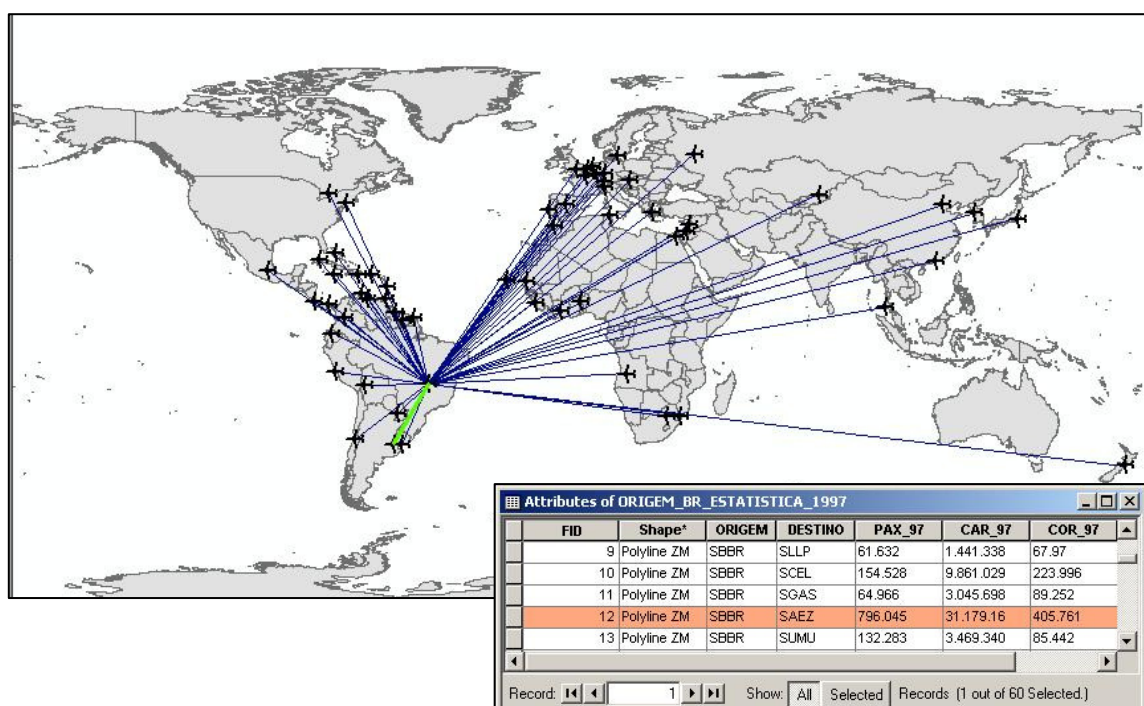 Attributes of ORIGEM_BR_ESTATISTICA_1997
FID Shape* ORIGEM DESTINO PAX_97 CAR_97 COR_97
9 Polyline ZM SBBR SLLP 61.632 1.441.338 67.97
10 Polyline ZM SBBR SCEL 154.528 9.861.029 223.996
11 Polyline ZM SBBR SGAS 64.966 3.045.698 89.252
12 Polyline ZM SBBR SAEZ 796.045 31.179.16 405.761
13 Polyline ZM SBBR SUMU 132.283 3.469.340 85.442
Record: 1 Show: All Selected Records (1 out of 60 Selected.)